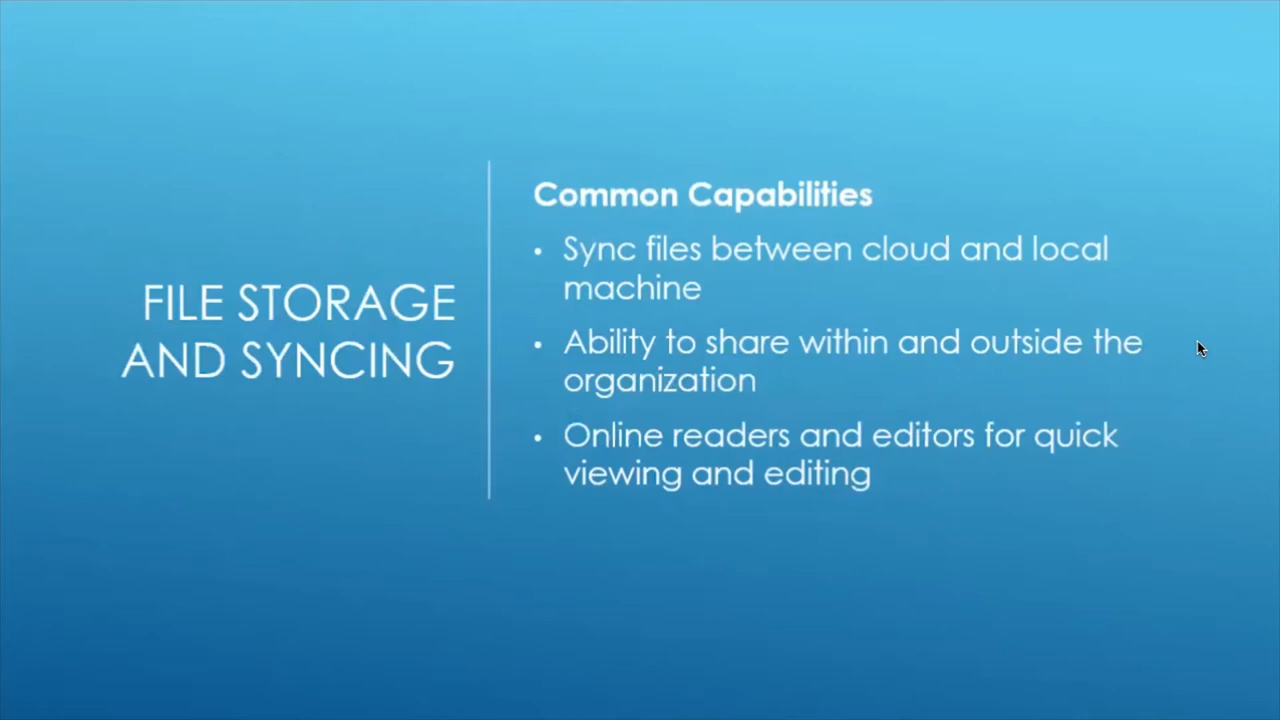 FILE STORAGE
AND SYNCING
Common Capabilities
• Sync files between cloud and local
machine
• Ability to share within and outside the
organization
• Online readers and editors for quick
viewing and editing